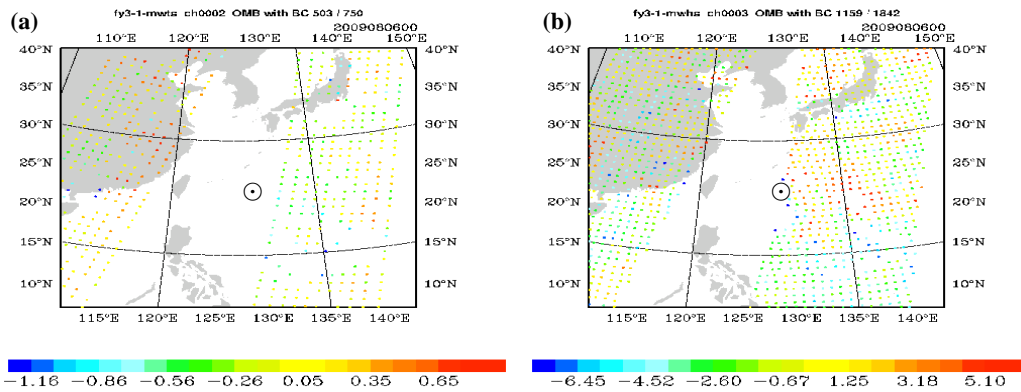 (a)
fy3-1-mwts ch0002 OMB with BC 503 / 750
2009080600
110°E 120°E 130°E 140°E 150°E
40°N 40°N
35°N 35°N
30°N 30°N
25°N 25°N
20°N 20°N
15°N 15°N
10°N 10°N
115°E 120°E 125°E 130°E 135°E 140°E
−1.16 −0.86 −0.56 −0.26 0.05 0.35 0.65
(b)
fy3-1-mwhs ch0003 OMB with BC 1159 / 1842
2009080600
110°E 120°E 130°E 140°E 150°E
40°N 40°N
35°N 35°N
30°N 30°N
25°N 25°N
20°N 20°N
15°N 15°N
10°N 10°N
115°E 120°E 125°E 130°E 135°E 140°E
−6.45 −4.52 −2.60 −0.67 1.25 3.18 5.10